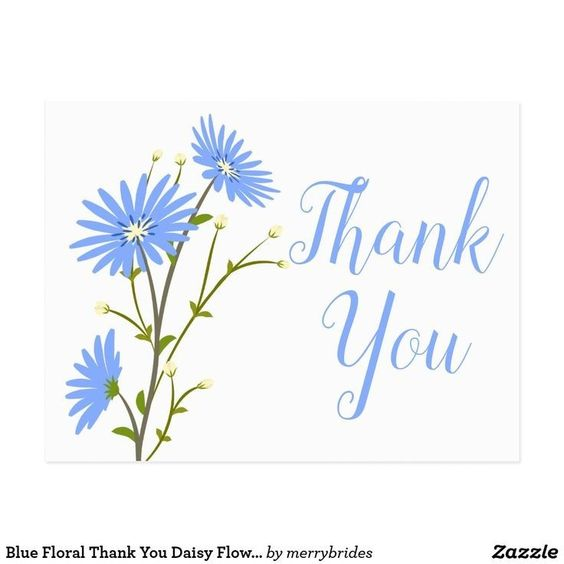 Thank
You
Blue Floral Thank You Daisy Flow... by merrybrides Zazzle